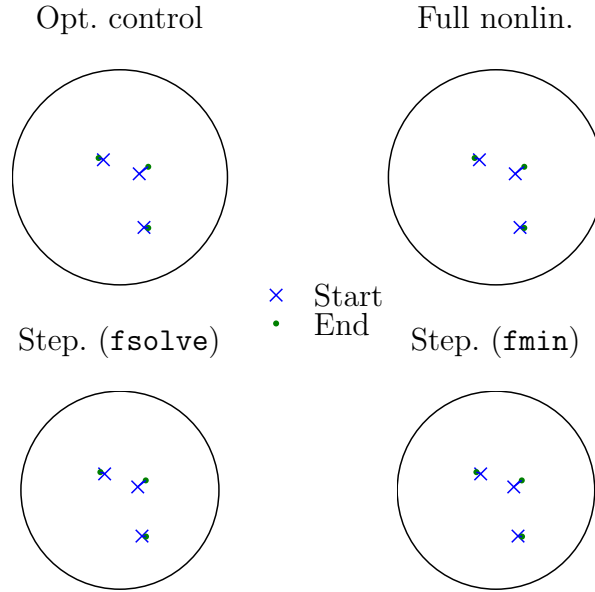 Opt. control
Full nonlin.
Start
End
Step. (fsolve)
Step. (fmin)